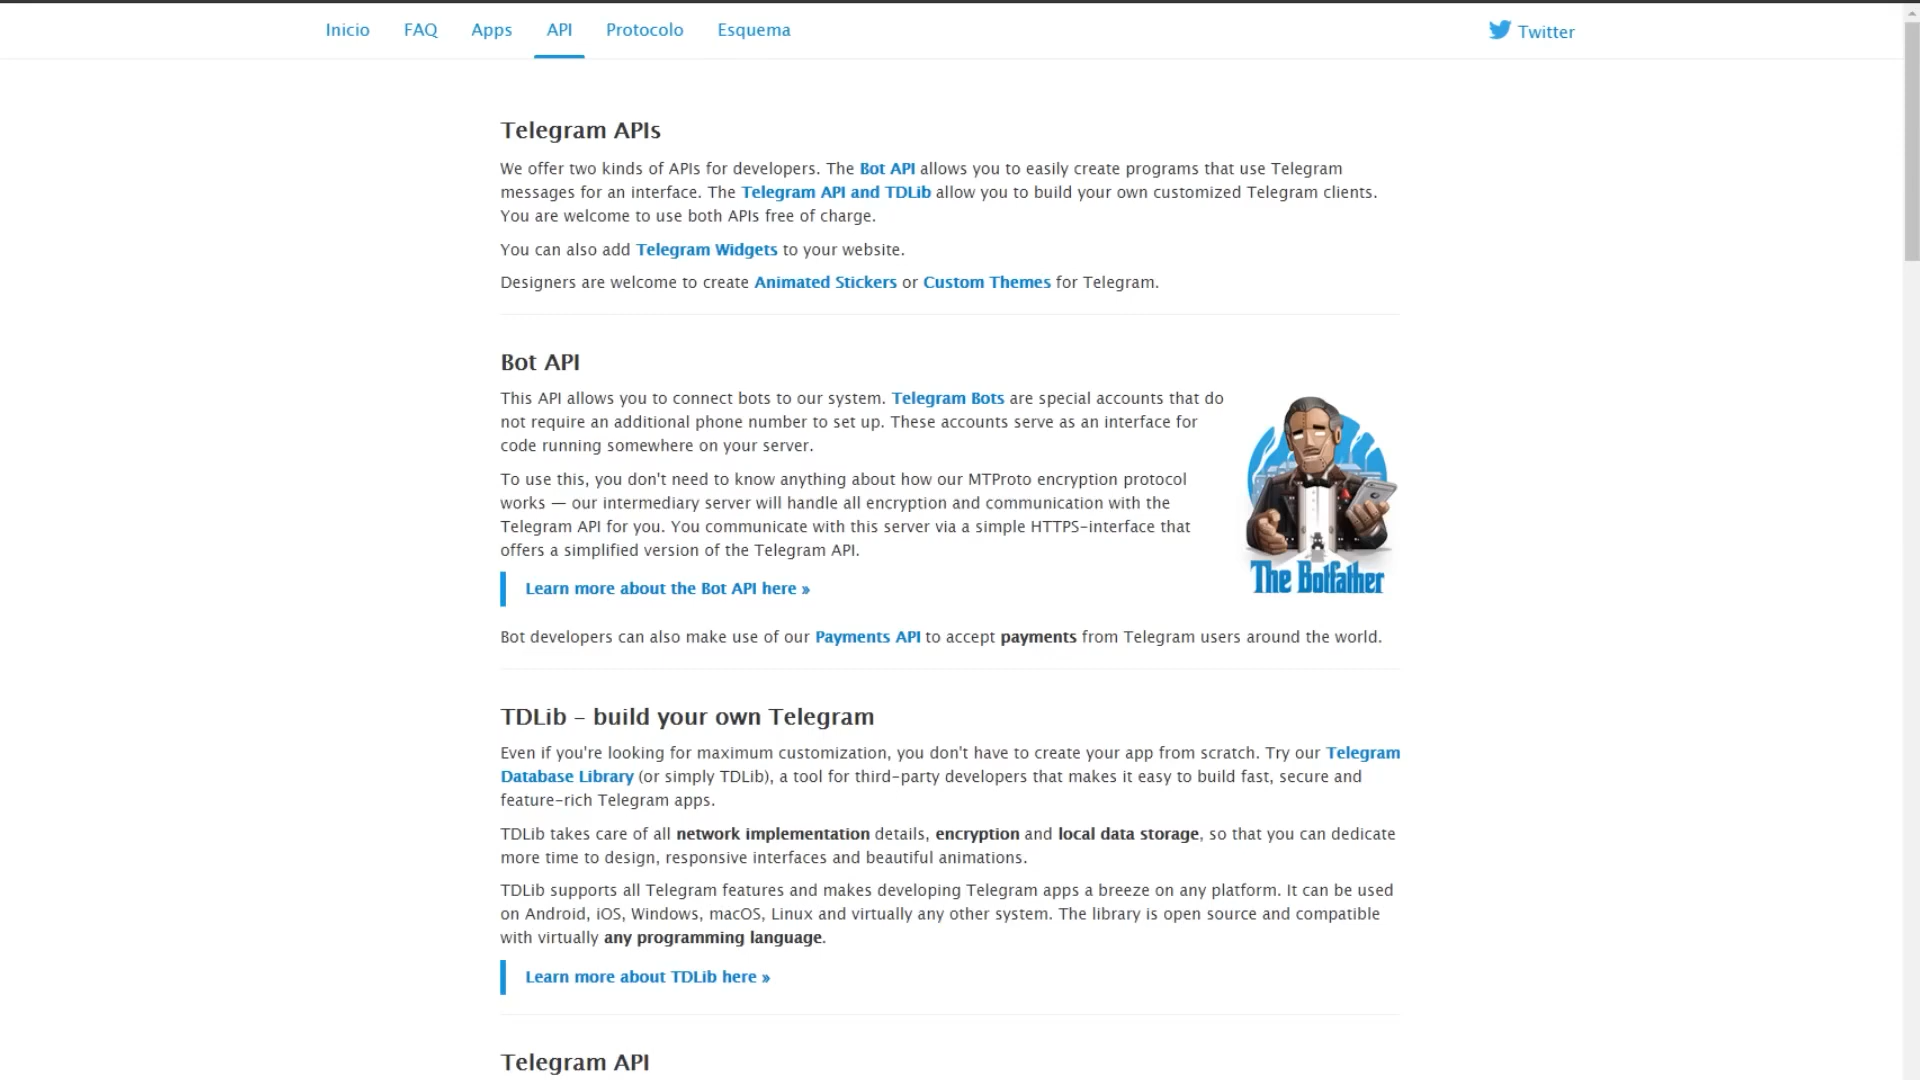 Inicio FAQ Apps API Protocolo Esquema Twitter
Telegram APIs
We offer two kinds of APIs for developers. The Bot API allows you to easily create programs that use Telegram
messages for an interface. The Telegram API and TDLib allow you to build your own customized Telegram clients.
You are welcome to use both APIs free of charge.
You can also add Telegram Widgets to your website.
Designers are welcome to create Animated Stickers or Custom Themes for Telegram.
Bot API
This API allows you to connect bots to our system. Telegram Bots are special accounts that do
not require an additional phone number to set up. These accounts serve as an interface for
code running somewhere on your server.
To use this, you don't need to know anything about how our MTProto encryption protocol
works — our intermediary server will handle all encryption and communication with the
Telegram API for you. You communicate with this server via a simple HTTPS-interface that
offers a simplified version of the Telegram API.
The Botfather
Learn more about the Bot API here »
Bot developers can also make use of our Payments API to accept payments from Telegram users around the world.
TDLib – build your own Telegram
Even if you're looking for maximum customization, you don't have to create your app from scratch. Try our Telegram
Database Library (or simply TDLib), a tool for third-party developers that makes it easy to build fast, secure and
feature-rich Telegram apps.
TDLib takes care of all network implementation details, encryption and local data storage, so that you can dedicate
more time to design, responsive interfaces and beautiful animations.
TDLib supports all Telegram features and makes developing Telegram apps a breeze on any platform. It can be used
on Android, iOS, Windows, macOS, Linux and virtually any other system. The library is open source and compatible
with virtually any programming language.
Learn more about TDLib here »
Telegram API